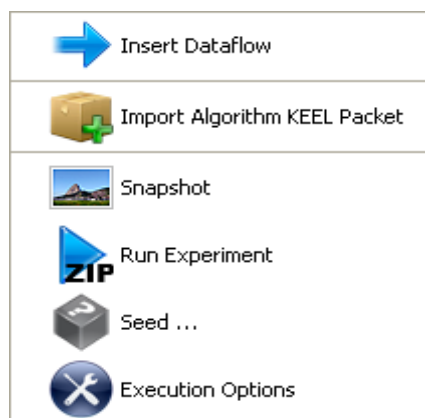 Insert Dataflow
Import Algorithm KEEL Packet
Snapshot
Run Experiment
ZIP
Seed ...
Execution Options